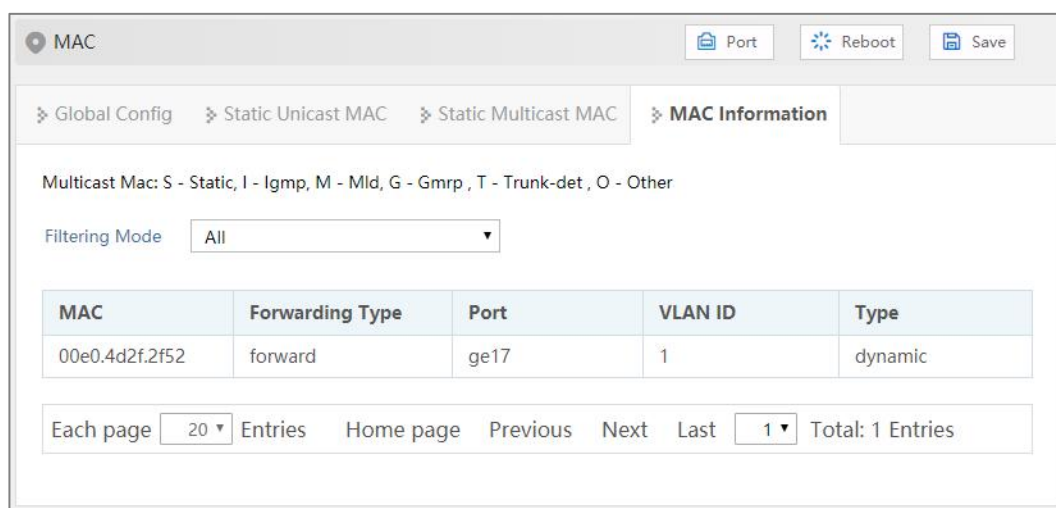 MAC Port Reboot Save
Global Config Static Unicast MAC Static Multicast MAC MAC Information
Multicast Mac: S - Static, I - Igmp, M - Mld, G - Gmrp , T - Trunk-det , O - Other
Filtering Mode All
MAC Forwarding Type Port VLAN ID Type
00e0.4d2f.2f52 forward ge17 1 dynamic
Each page 20 Entries Home page Previous Next Last 1 Total: 1 Entries